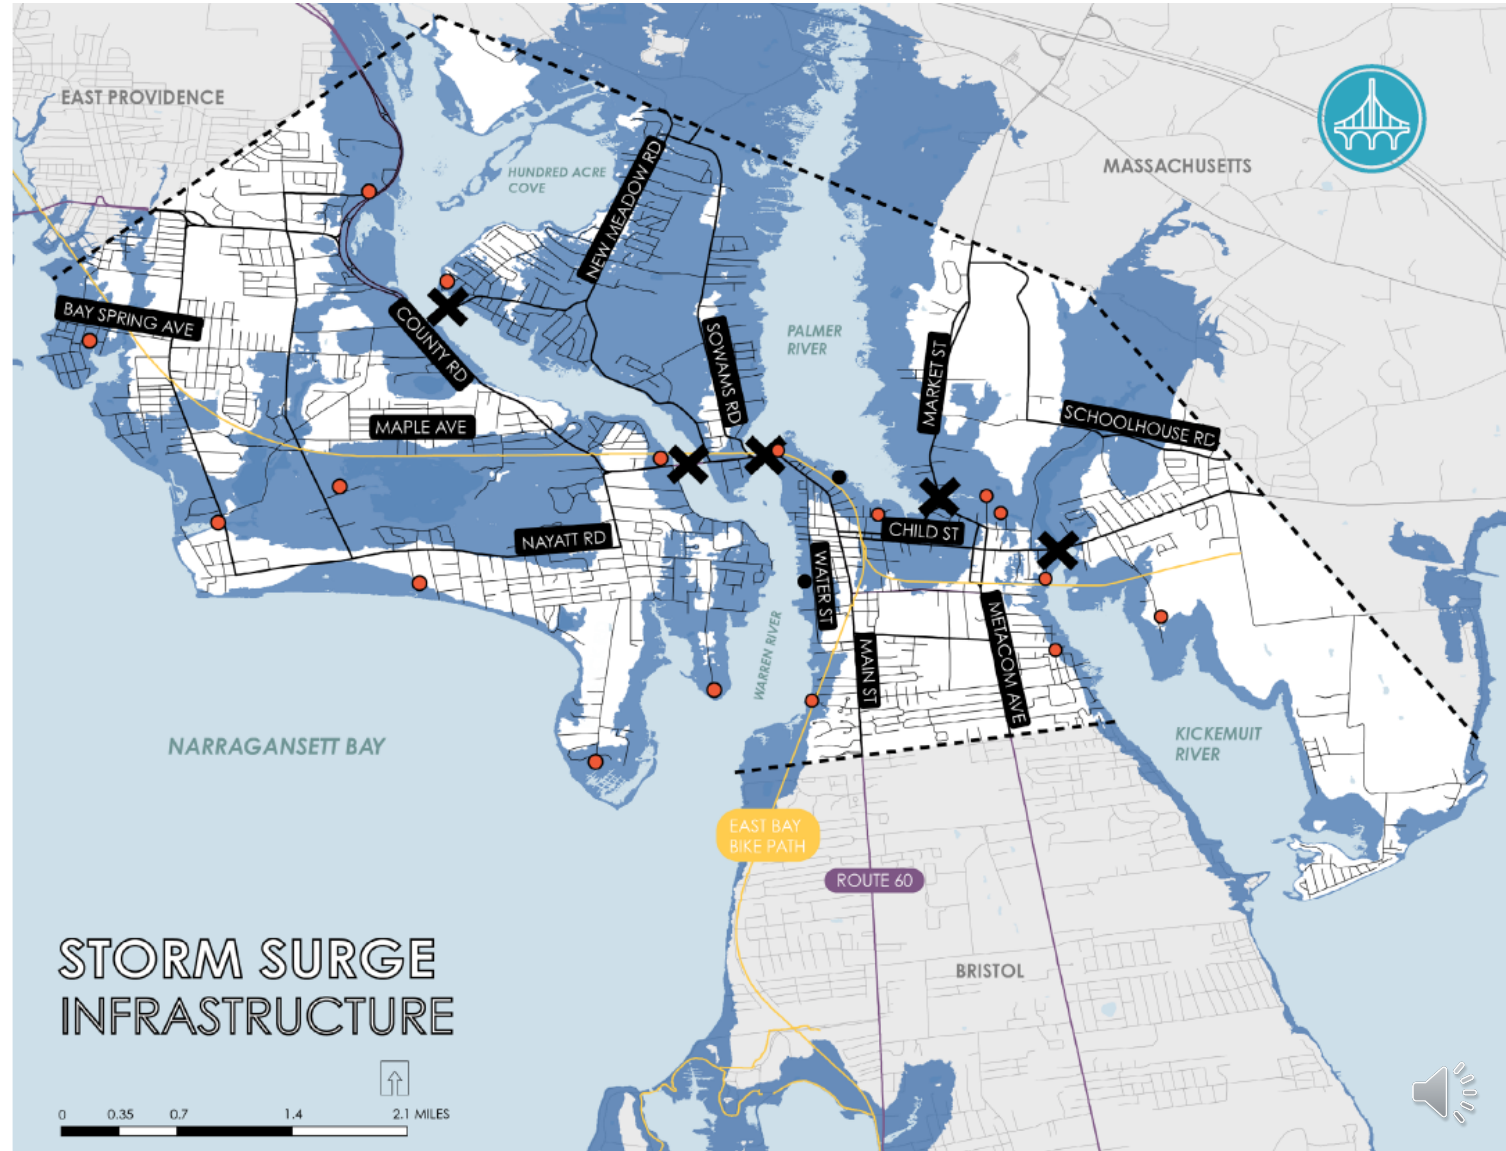 EAST PROVIDENCE
MASSACHUSETTS
HUNDRED ACRE
COVE
NEW MEADOW RD
BAY SPRING AVE
COUNTY RD
PALMER
RIVER
SOWAMS RD
MARKET ST
SCHOOLHOUSE RD
MAPLE AVE
NAYATT RD
CHILD ST
WATER ST
WARREN RIVER
MAIN ST
METACOM AVE
NARRAGANSETT BAY
KICKEMUIT
RIVER
EAST BAY
BIKE PATH
ROUTE 60
BRISTOL
STORM SURGE
INFRASTRUCTURE
0 0.35 0.7 1.4 2.1 MILES